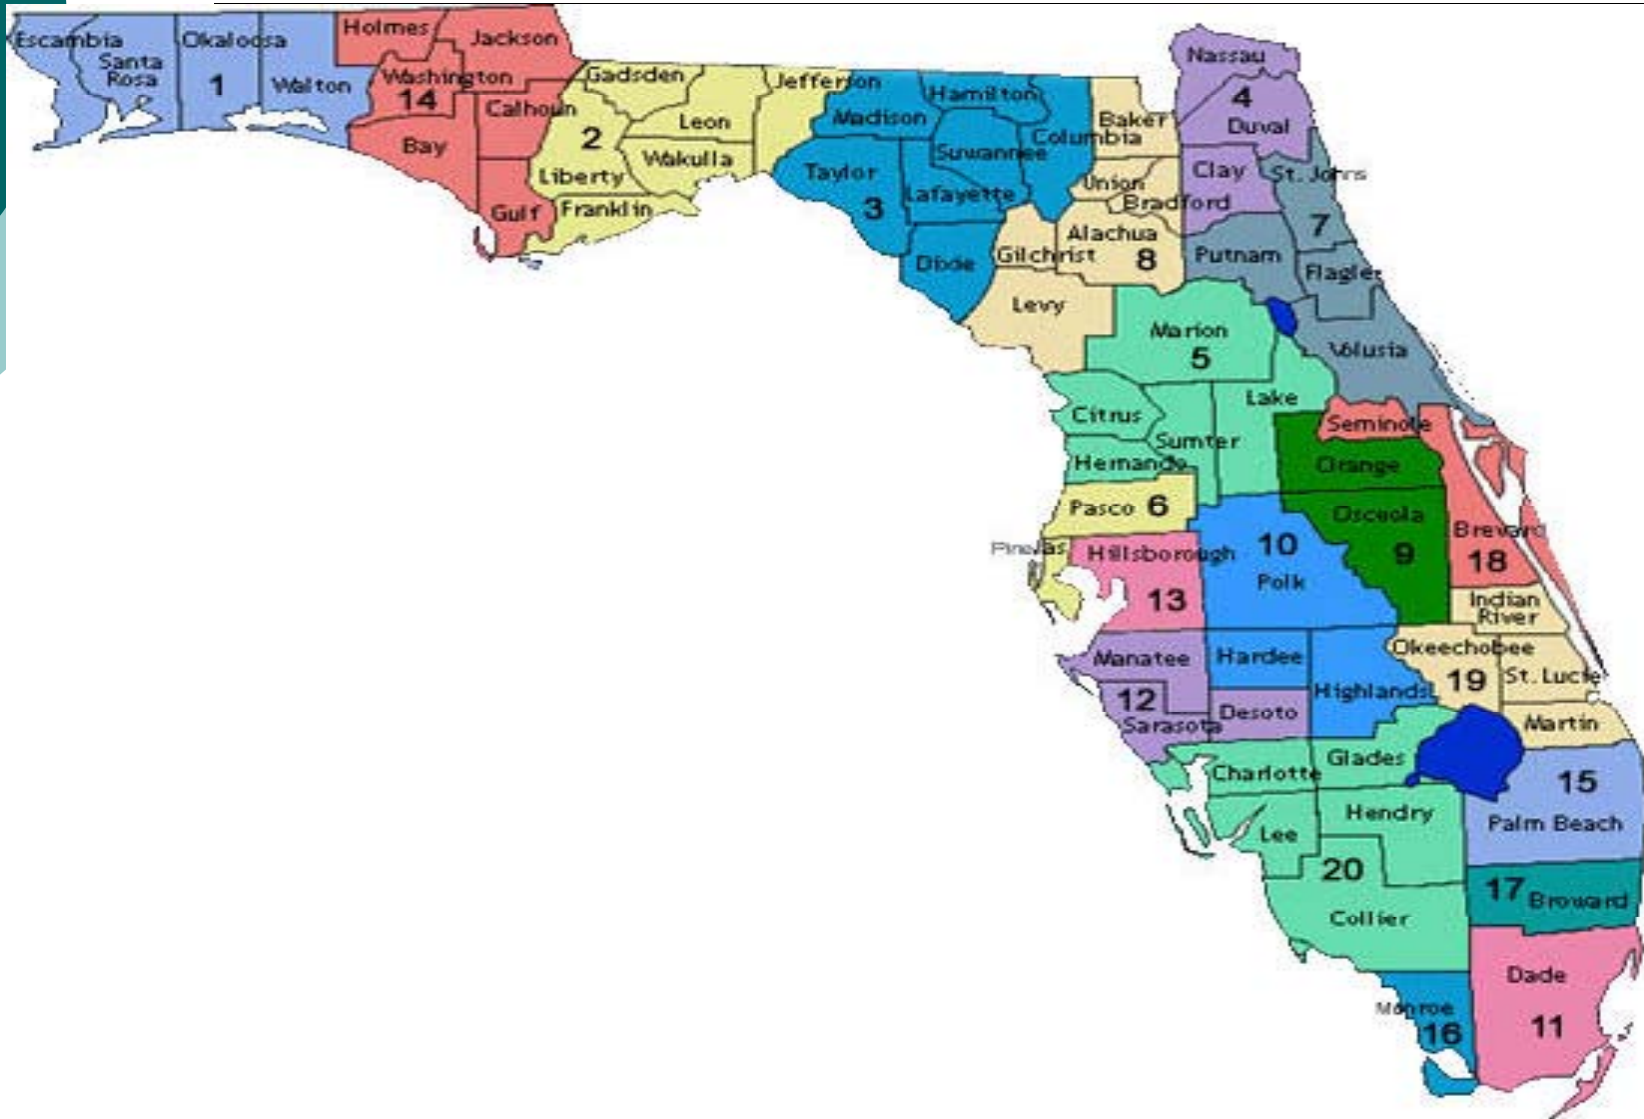 Escambia
Santa
Rosa
Okaloosa
1
Walton
Holmes
Jackson
Washington
14
Calhoun
Bay
Gulf
Gadsden
2
Leon
Liberty
Wakulla
Franklin
Jefferson
Madison
Hamilton
Taylor
Suwannee
Columbia
3
Lafayette
Dixie
Baker
Union
Bradford
Alachua
Gilchrist
8
Levy
Nassau
4
Duval
Clay
St. Johns
7
Putnam
Flagler
Volusia
Marion
5
Citrus
Lake
Sumter
Hernando
Pasco 6
Pinellas
Hillsborough
13
Seminole
Orange
Osceola
9
10
Polk
Brevard
18
Indian
River
Manatee
12
Sarasota
Hardee
Desoto
Highlands
Okeechobee
19
St. Lucie
Martin
Charlotte
Glades
Lee
Hendry
20
Collier
15
Palm Beach
17 Broward
Dade
11
Monroe
16